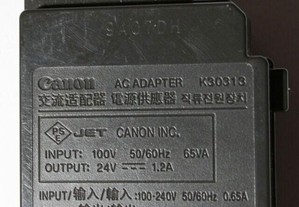 Canon AC ADAPTER K30313
交流适配器 電源供應器 직류전원장치
PS E JET CANON INC.
INPUT: 100V 50/60Hz 65VA
OUTPUT: 24V 1.2A
INPUT/输入/輸入:100-240V 50/60Hz 0.65A